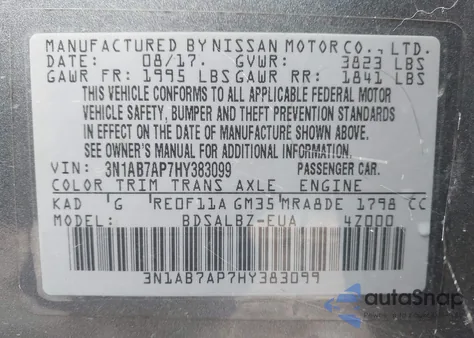 MANUFACTURED BY NISSAN MOTOR CO., LTD.
DATE: 08/17. GVWR: 3823 LBS
GAWR FR: 1995 LBS GAWR RR: 1841 LBS
THIS VEHICLE CONFORMS TO ALL APPLICABLE FEDERAL MOTOR
VEHICLE SAFETY, BUMPER AND THEFT PREVENTION STANDARDS
IN EFFECT ON THE DATE OF MANUFACTURE SHOWN ABOVE.
SEE OWNER'S MANUAL FOR ADDITIONAL INFORMATION
VIN: 3N1AB7AP7HY383099 PASSENGER CAR.
COLOR TRIM TRANS AXLE ENGINE
KAD G RE0F11A GM35 MRA8DE 1798 CC
MODEL: BDSALBZ-EUA 47000
3N1AB7AP7HY383099
autoSnap